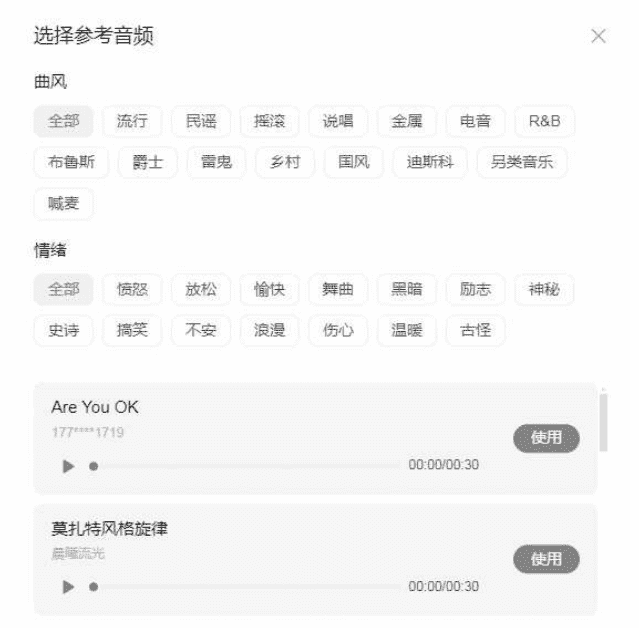 选择参考音频
曲风
全部 流行 民谣 摇滚 说唱 金属 电音 R&B
布鲁斯 爵士 雷鬼 乡村 国风 迪斯科 另类音乐
喊麦
情绪
全部 愤怒 放松 愉快 舞曲 黑暗 励志 神秘
史诗 搞笑 不安 浪漫 伤心 温暖 古怪
Are You OK
177****1719
使用
00:00/00:30
莫扎特风格旋律
晨曦流光
使用
00:00/00:30